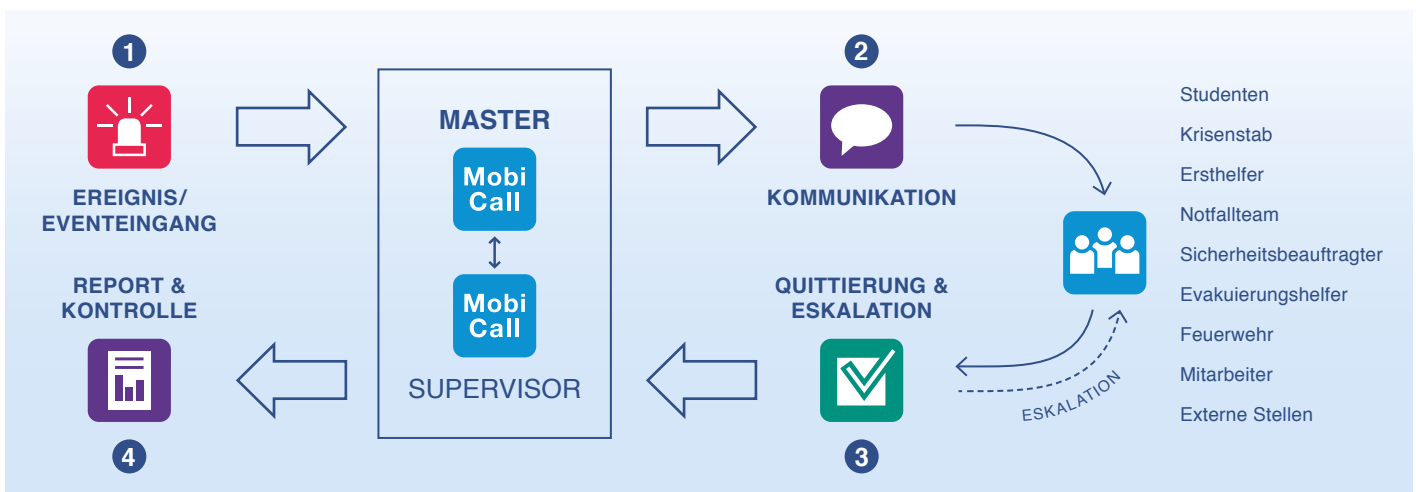 1
EREIGNIS/
EVENTEINGANG
MASTER
Mobi
Call
Mobi
Call
SUPERVISOR
2
KOMMUNIKATION
Studenten
Krisenstab
Ersthelfer
Notfallteam
Sicherheitsbeauftragter
Evakuierungshelfer
Feuerwehr
Mitarbeiter
Externe Stellen
QUITTIERUNG &
ESKALATION
3
ESKALATION
REPORT &
KONTROLLE
4